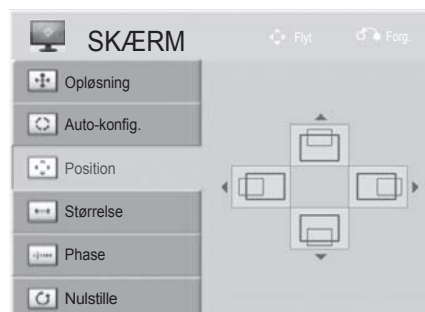 SKÆRM
Flyt
Forg.
Opløsning
Auto-konfig.
Position
Størrelse
Phase
Nulstille